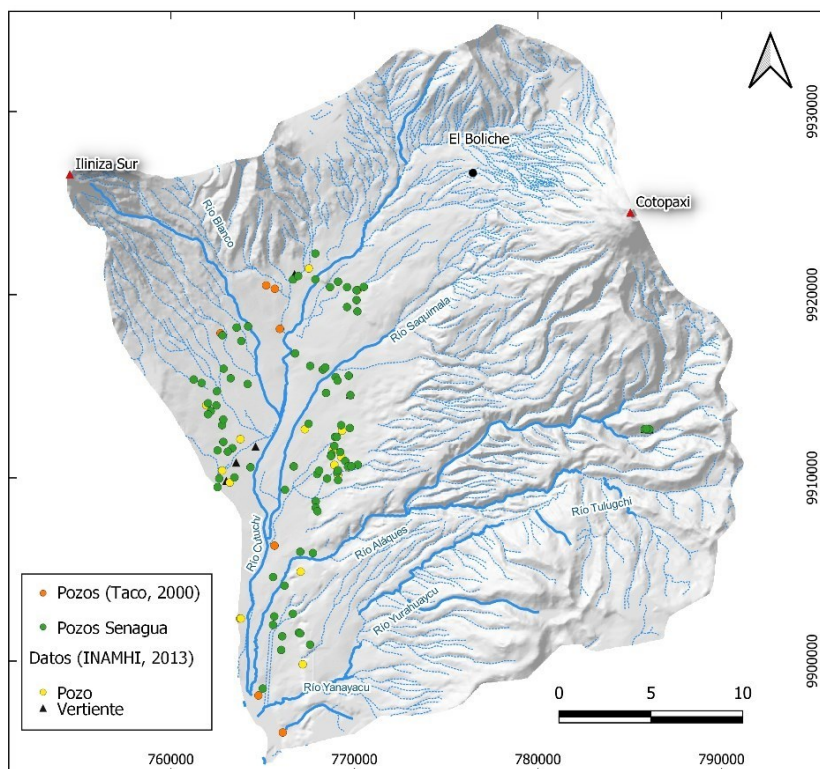 El Boliche
Iliniza Sur
Cotopaxi
Río Blanco
Río Saquimala
Río Cutuchi
Río Aláques
Río Tulugchi
Río Yurahuaycu
Río Yanayacu
9930000
9920000
9910000
9900000
Pozos (Taco, 2000)
Pozos Senagua
Datos (INAMHI, 2013)
Pozo
Vertiente
0 5 10
760000 770000 780000 790000